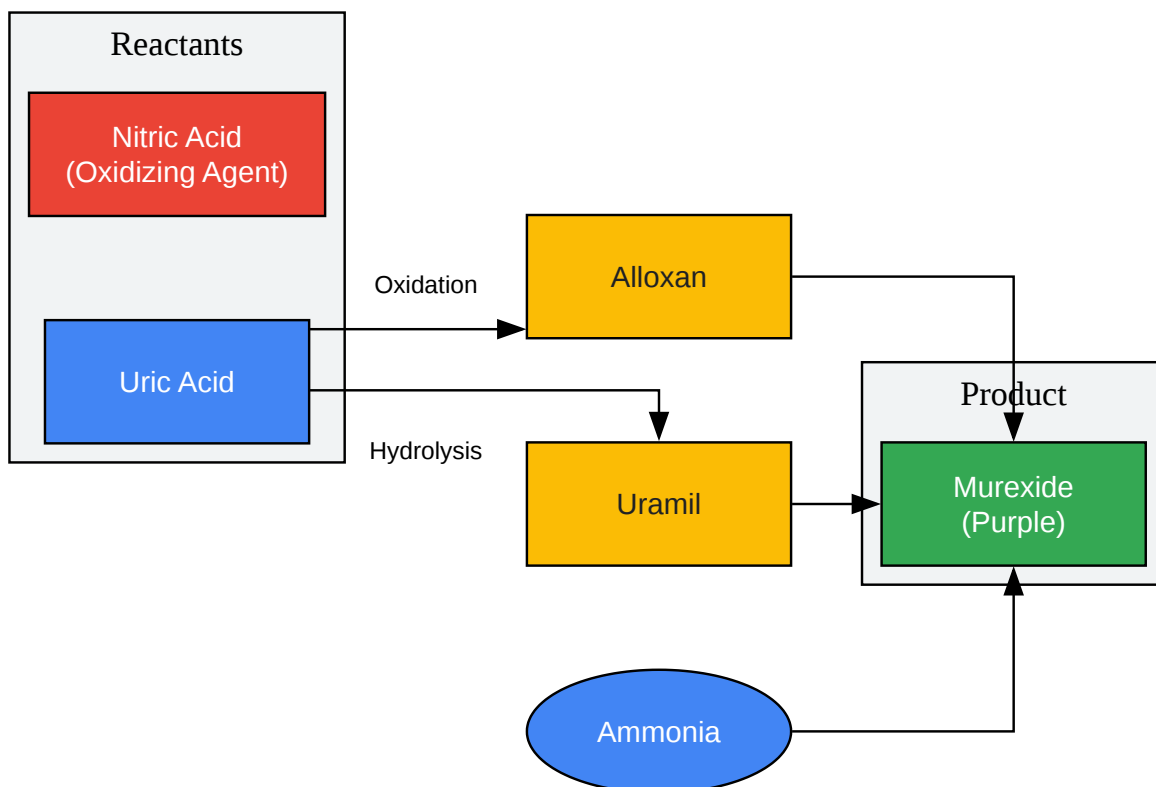 Reactants
Nitric Acid
(Oxidizing Agent)
Oxidation
Alloxan
Uric Acid
Product
Hydrolysis
Uramil
Murexide
(Purple)
Ammonia